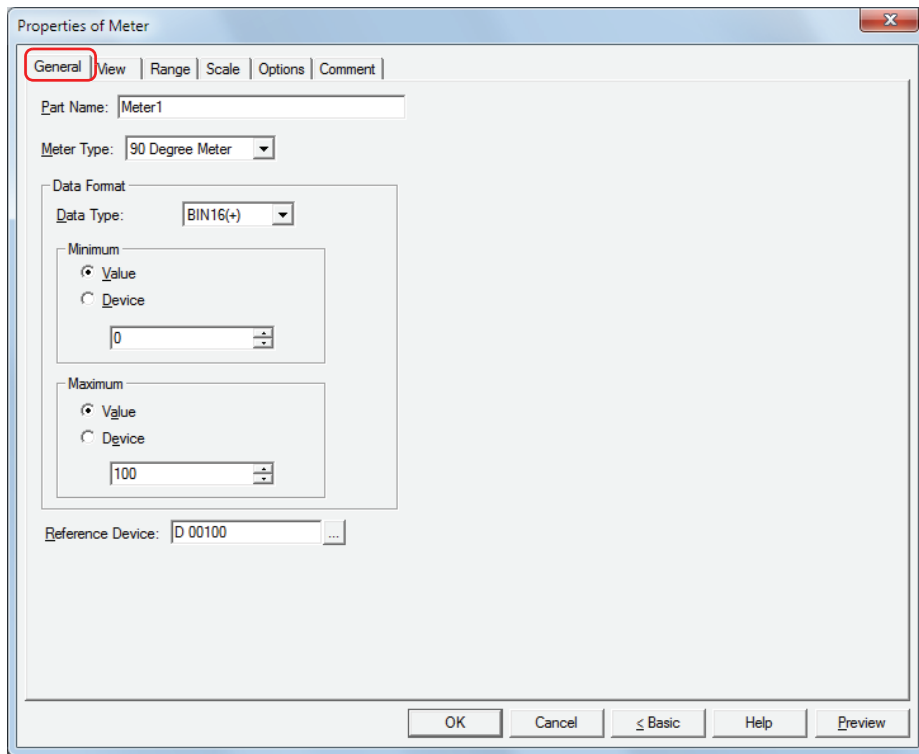 Properties of Meter
General View Range Scale Options Comment
Part Name: Meter1
Meter Type: 90 Degree Meter
Data Format
Data Type: BIN16(+)
Minimum
Value
Device
0
Maximum
Value
Device
100
Reference Device: D 00100 ...
OK Cancel < Basic Help Preview